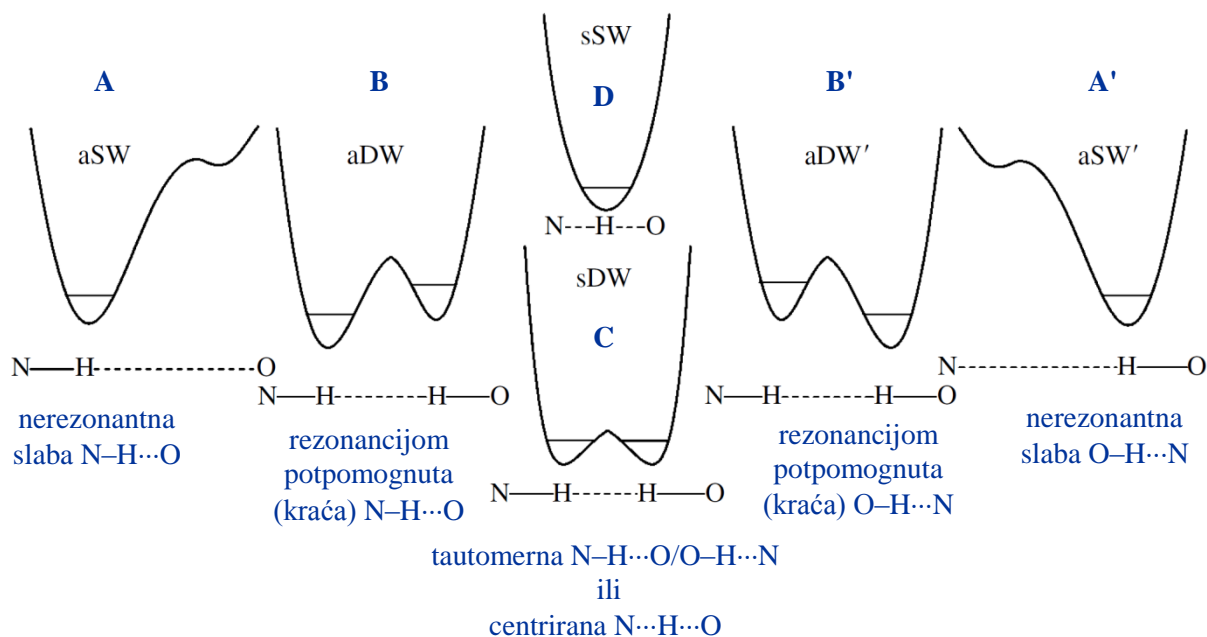 A
aSW
N—H----------------O
nerezonantna
slaba N–H···O
B
aDW
N—H--------H—O
rezonancijom
potpomognuta
(kraća) N–H···O
sSW
D
N---H---O
sDW
C
N—H------H—O
tautomerna N–H···O/O–H···N
ili
centrirana N···H···O
B'
aDW′
N—H--------H—O
rezonancijom
potpomognuta
(kraća) O–H···N
A'
aSW′
N----------------H—O
nerezonantna
slaba O–H···N